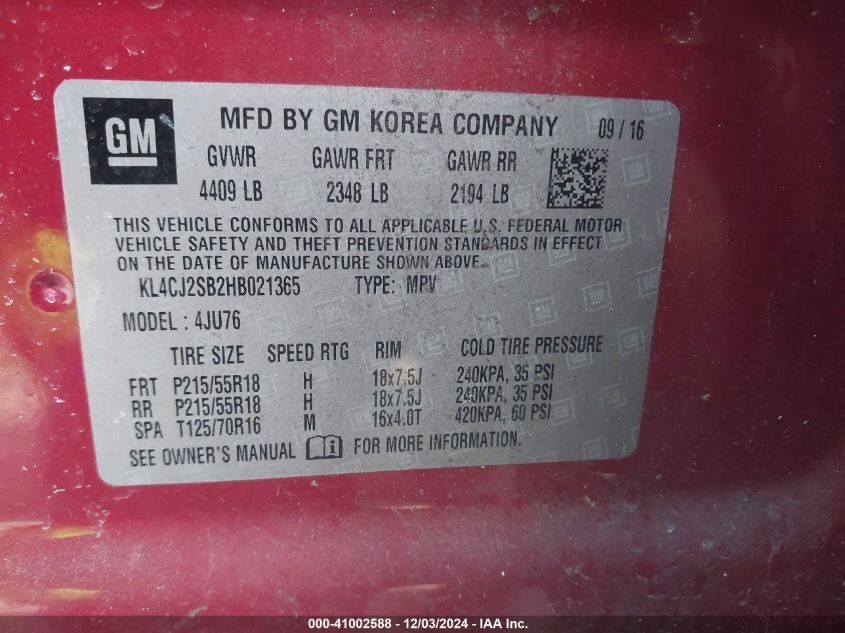 GM
MFD BY GM KOREA COMPANY 09 / 16
GVWR GAWR FRT GAWR RR
4409 LB 2348 LB 2194 LB
THIS VEHICLE CONFORMS TO ALL APPLICABLE U.S. FEDERAL MOTOR
VEHICLE SAFETY AND THEFT PREVENTION STANDARDS IN EFFECT
ON THE DATE OF MANUFACTURE SHOWN ABOVE.
KL4CJ2SB2HB021365 TYPE: MPV
MODEL : 4JU76
TIRE SIZE SPEED RTG RIM COLD TIRE PRESSURE
FRT P215/55R18 H 18x7.5J 240KPA, 35 PSI
RR P215/55R18 H 18x7.5J 240KPA, 35 PSI
SPA T125/70R16 M 16x4.0T 420KPA, 60 PSI
SEE OWNER'S MANUAL FOR MORE INFORMATION.
000-41002588 - 12/03/2024 - IAA Inc.